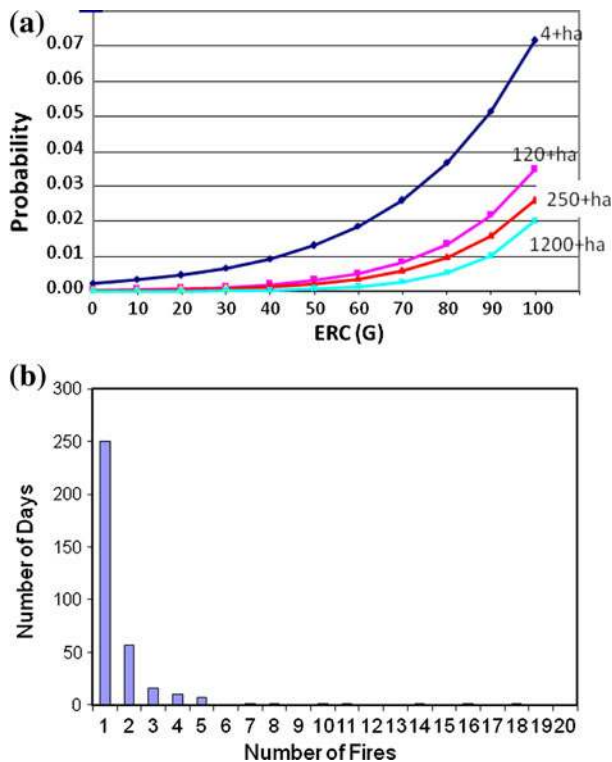 (a)
0.07
0.06
0.05
0.04
0.03
0.02
0.01
0.00
Probability
4+ha
120+ha
250+ha
1200+ha
0 10 20 30 40 50 60 70 80 90 100
ERC (G)
(b)
300
250
200
150
100
50
0
Number of Days
1 2 3 4 5 6 7 8 9 10 11 12 13 14 15 16 17 18 19 20
Number of Fires